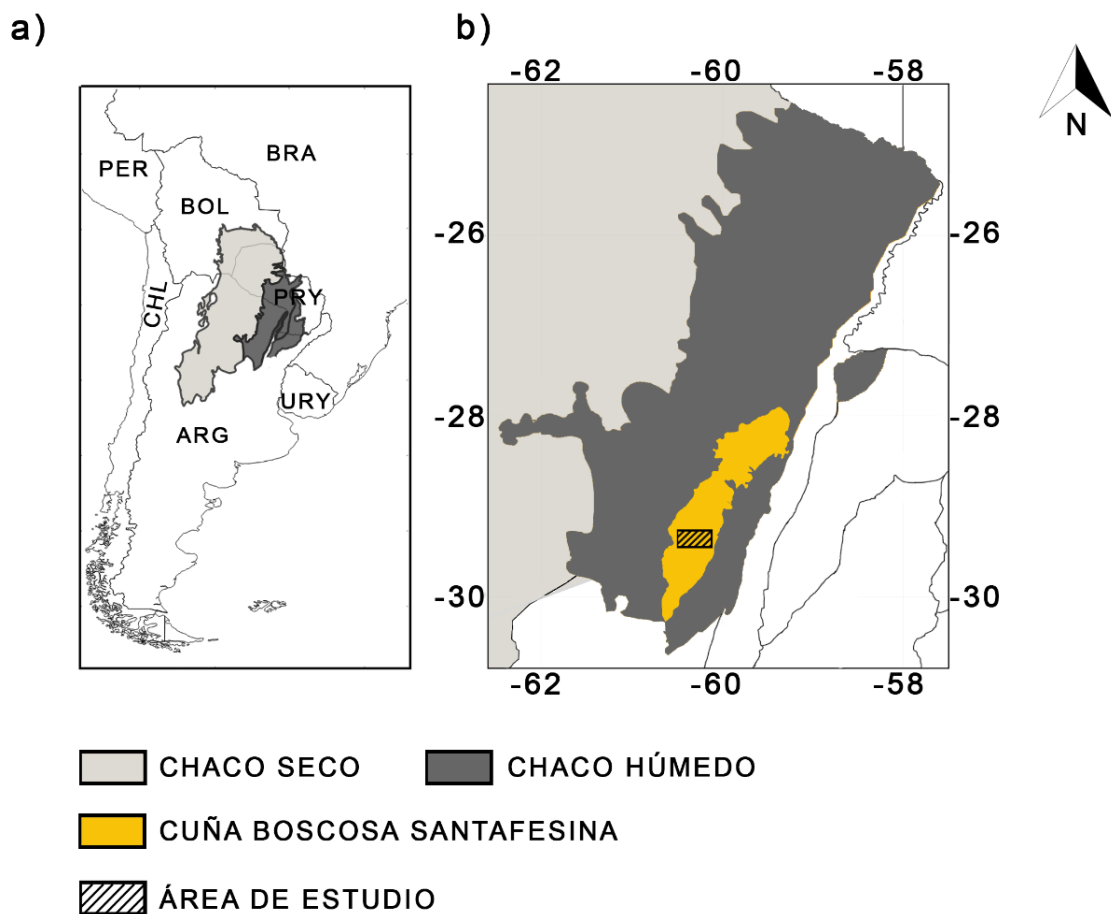 a)
b)
PER
BRA
BOL
CHL
PRY
URY
ARG
-62 -60 -58
N
-26 -26
-28 -28
-30 -30
-62 -60 -58
CHACO SECO
CHACO HÚMEDO
CUÑA BOSCOSA SANTAFESINA
ÁREA DE ESTUDIO